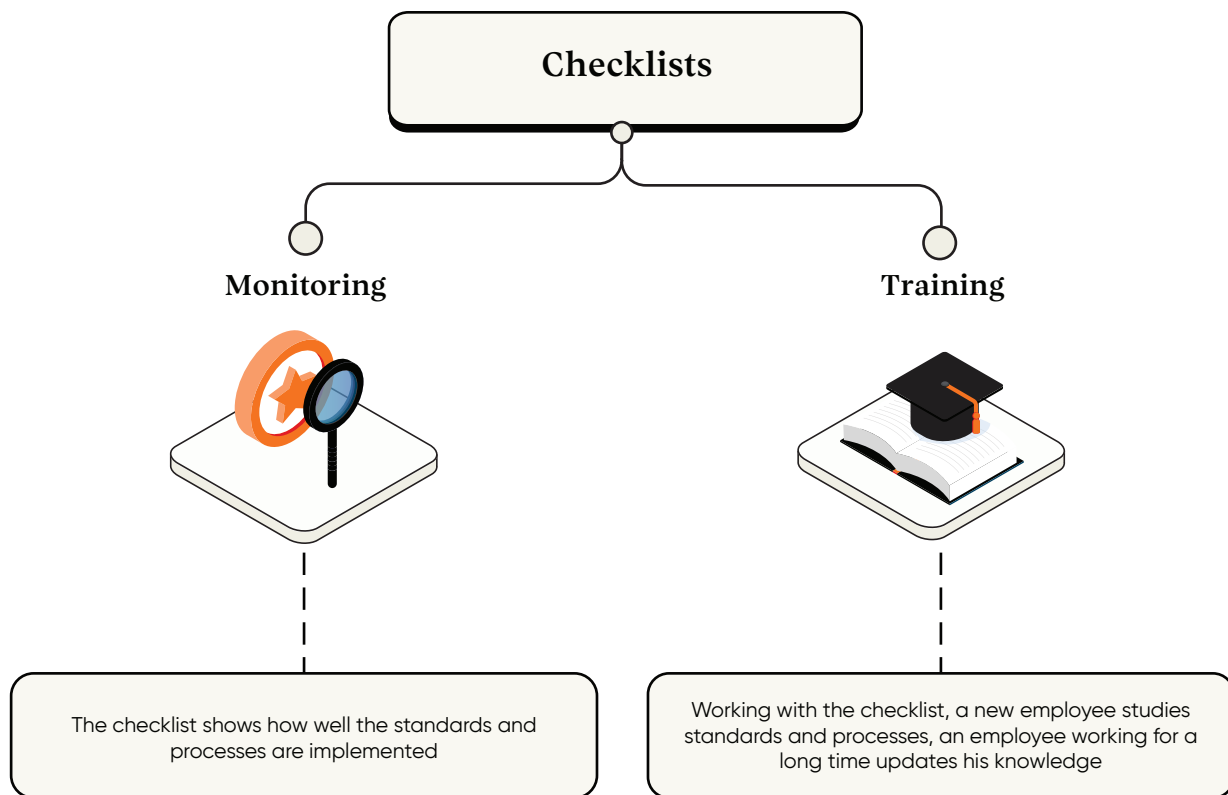 Checklists
Monitoring
Training
The checklist shows how well the standards and
processes are implemented
Working with the checklist, a new employee studies
standards and processes, an employee working for a
long time updates his knowledge